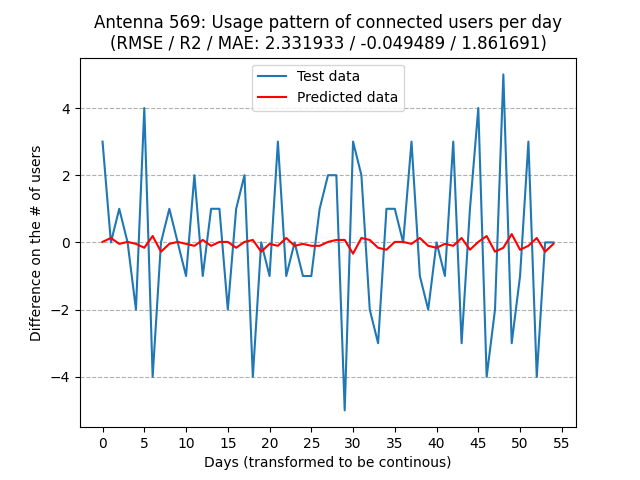 Antenna 569: Usage pattern of connected users per day
(RMSE / R2 / MAE: 2.331933 / -0.049489 / 1.861691)
Test data
Predicted data
Difference on the # of users
4
2
0
−2
−4
0 5 10 15 20 25 30 35 40 45 50 55
Days (transformed to be continous)